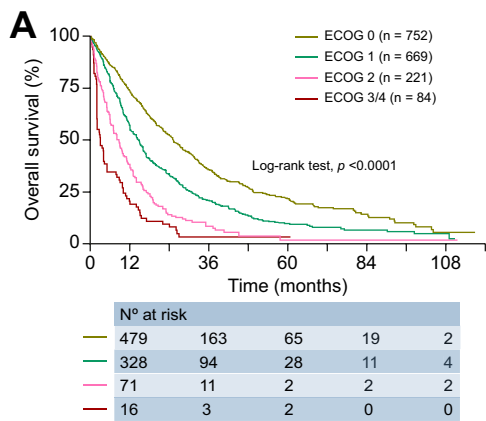 A
ECOG 0 (n = 752)
ECOG 1 (n = 669)
ECOG 2 (n = 221)
ECOG 3/4 (n = 84)
Log-rank test, p <0.0001
Overall survival (%)
100
75
50
25
0
0 12 36 60 84 108
Time (months)
Nº at risk
479 163 65 19 2
328 94 28 11 4
71 11 2 2 2
16 3 2 0 0